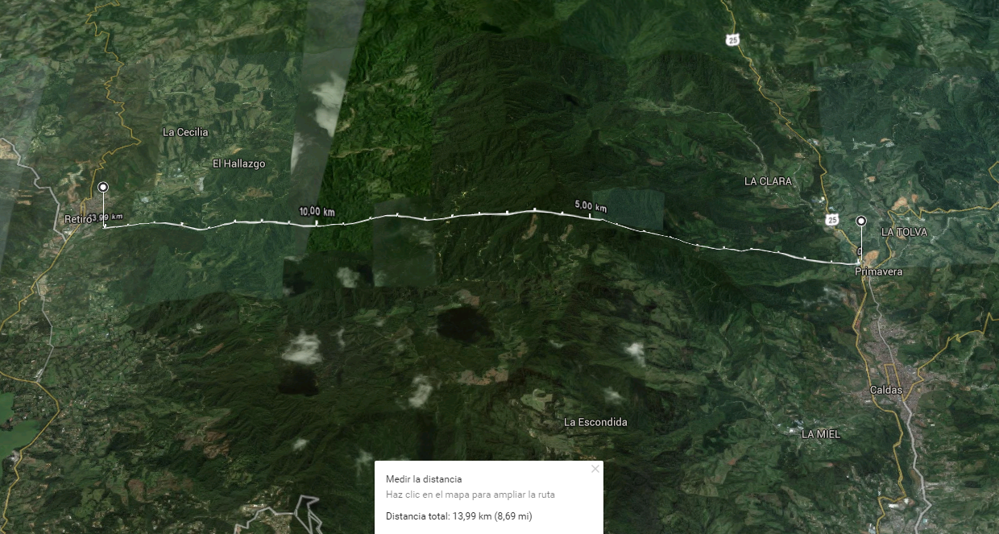 25
La Cecilia
El Hallazgo
LA CLARA
Retiro
3,99 km
10,00 km
5,00 km
25
LA TOLVA
0
Primavera
Caldas
La Escondida
LA MIEL
Medir la distancia
Haz clic en el mapa para ampliar la ruta
Distancia total: 13,99 km (8,69 mi)